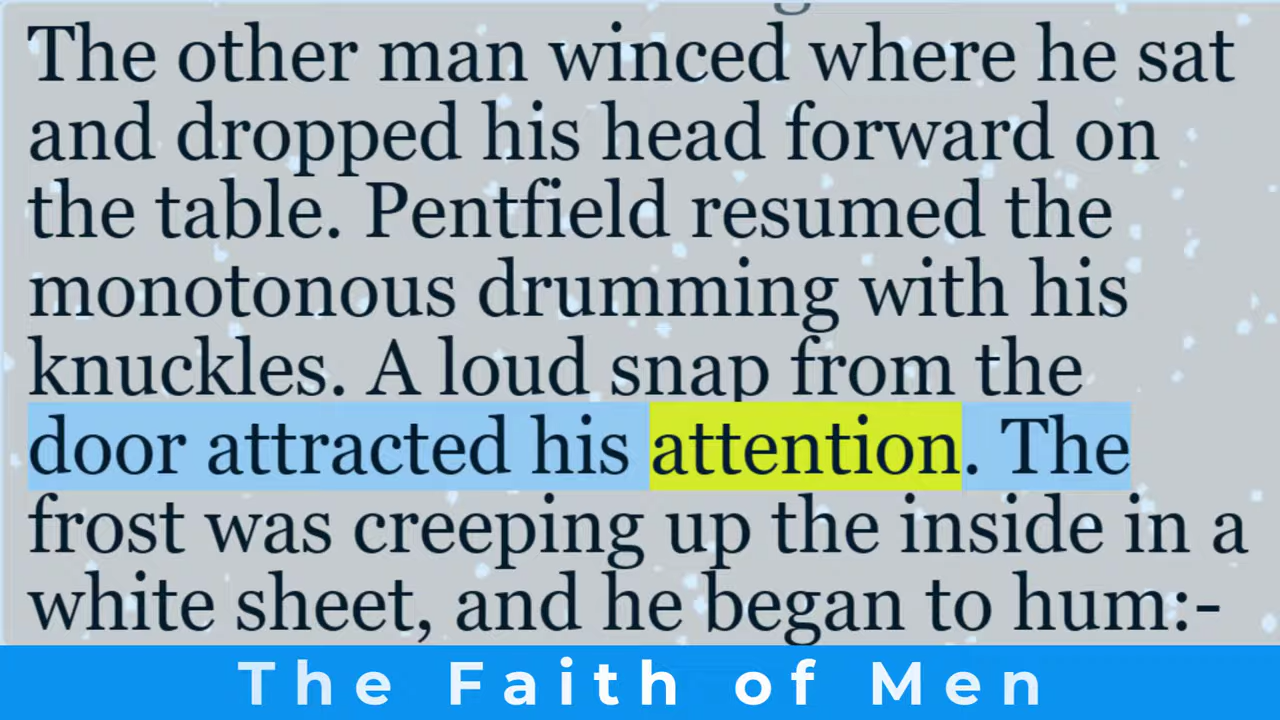 The other man winced where he sat
and dropped his head forward on
the table. Pentfield resumed the
monotonous drumming with his
knuckles. A loud snap from the
door attracted his attention. The
frost was creeping up the inside in a
white sheet, and he began to hum:-
The Faith of Men